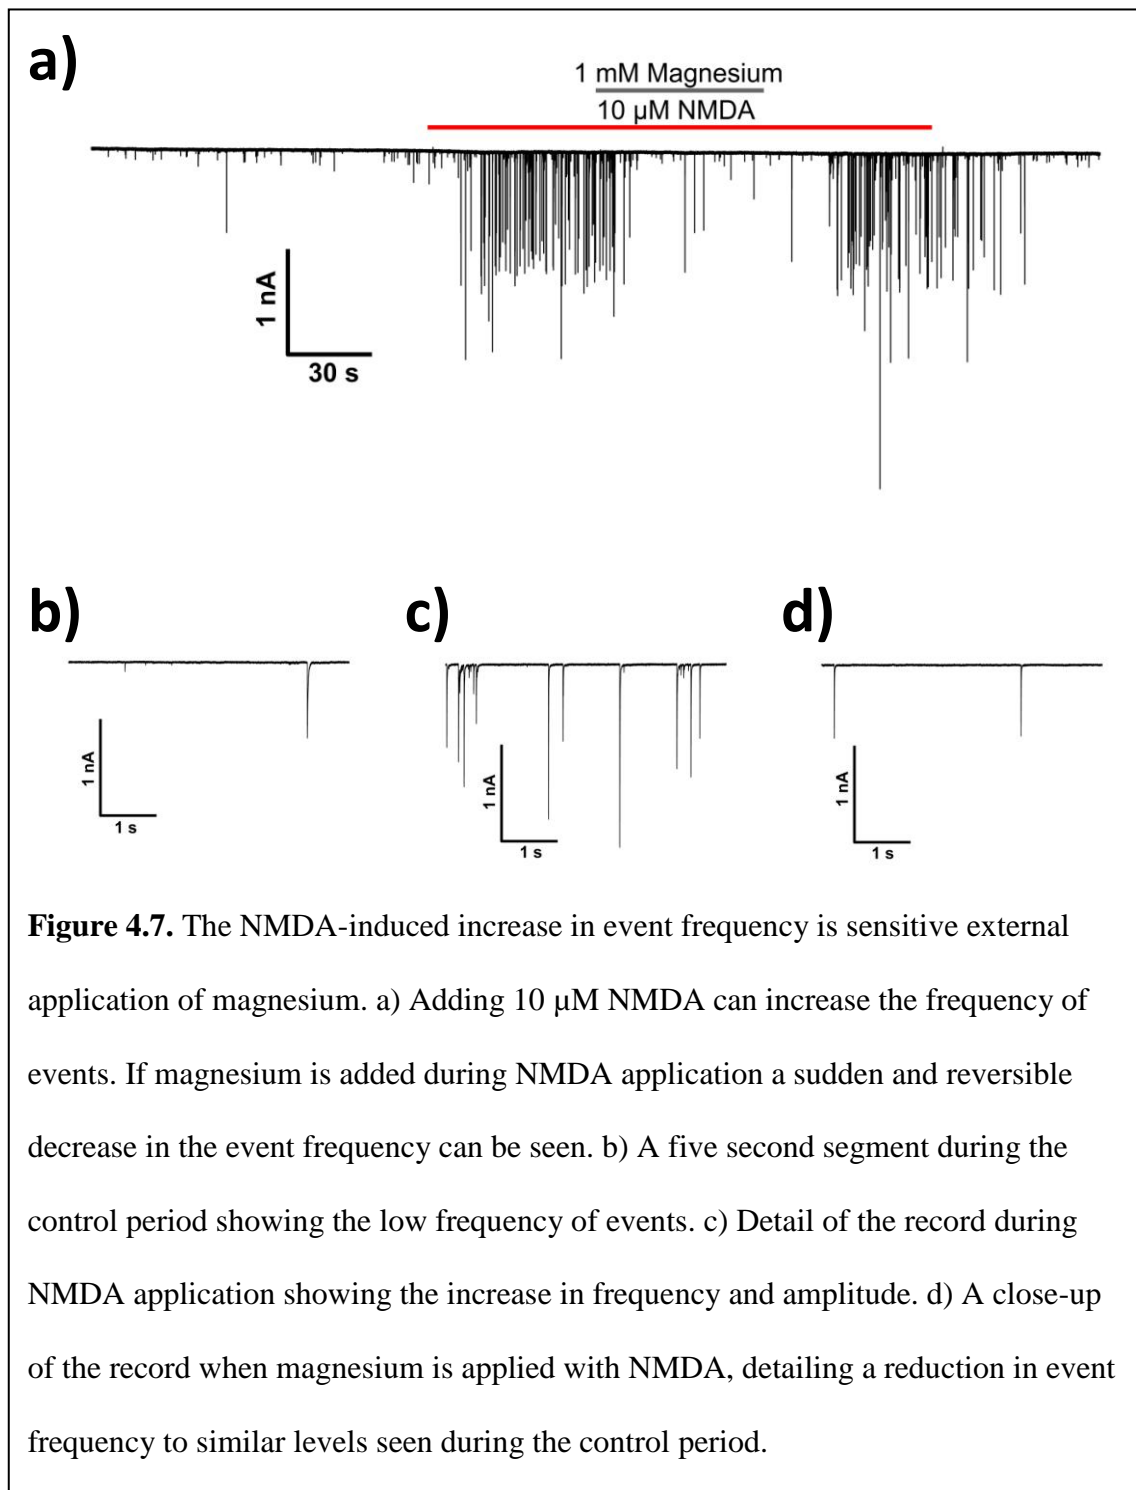 a)
1 mM Magnesium
10 µM NMDA
1 nA
30 s
b)
c)
d)
1 nA
1 s
1 nA
1 s
1 nA
1 s
Figure 4.7. The NMDA-induced increase in event frequency is sensitive external
application of magnesium. a) Adding 10 µM NMDA can increase the frequency of
events. If magnesium is added during NMDA application a sudden and reversible
decrease in the event frequency can be seen. b) A five second segment during the
control period showing the low frequency of events. c) Detail of the record during
NMDA application showing the increase in frequency and amplitude. d) A close-up
of the record when magnesium is applied with NMDA, detailing a reduction in event
frequency to similar levels seen during the control period.